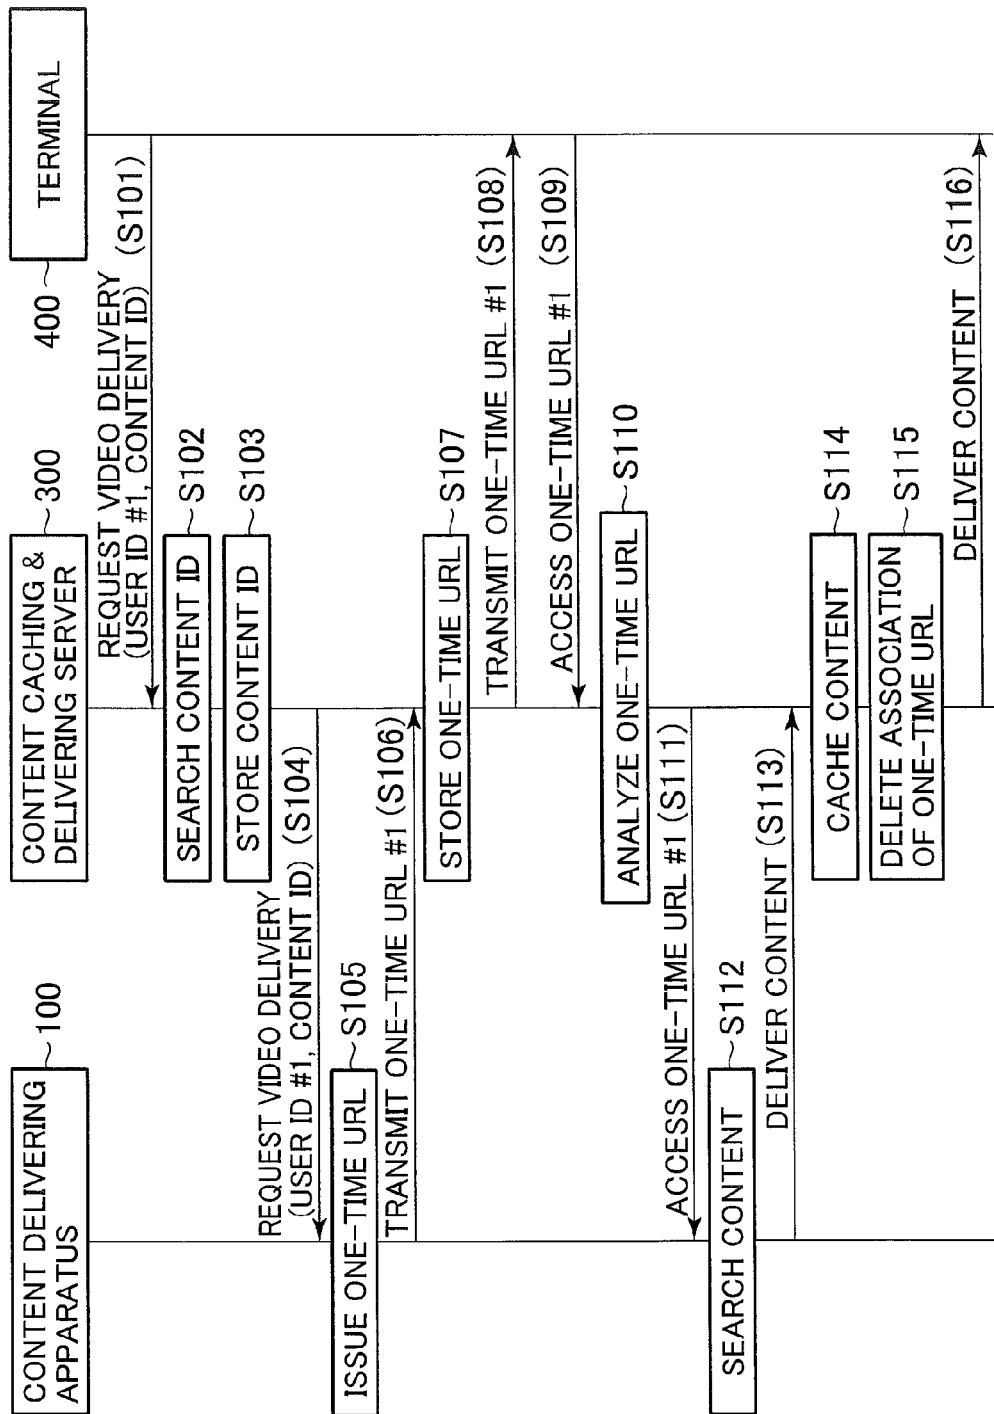 CONTENT DELIVERING
APPARATUS
100
CONTENT CACHING &
DELIVERING SERVER
300
TERMINAL
400
REQUEST VIDEO DELIVERY
(USER ID #1, CONTENT ID) (S101)
SEARCH CONTENT ID
S102
STORE CONTENT ID
S103
REQUEST VIDEO DELIVERY
(USER ID #1, CONTENT ID) (S104)
ISSUE ONE-TIME URL
S105
TRANSMIT ONE-TIME URL #1 (S106)
STORE ONE-TIME URL
S107
TRANSMIT ONE-TIME URL #1 (S108)
ACCESS ONE-TIME URL #1 (S109)
ANALYZE ONE-TIME URL
S110
ACCESS ONE-TIME URL #1 (S111)
SEARCH CONTENT
S112
DELIVER CONTENT (S113)
CACHE CONTENT
S114
DELETE ASSOCIATION
OF ONE-TIME URL
S115
DELIVER CONTENT (S116)